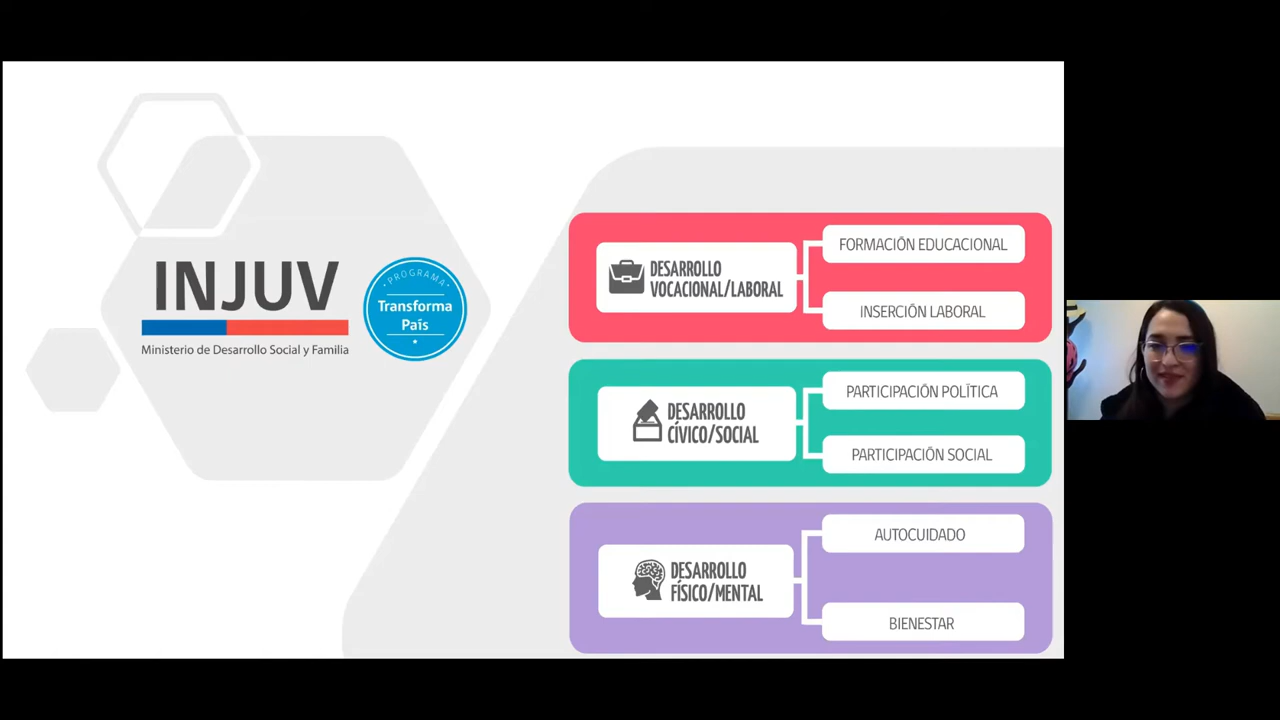 INJUV
Ministerio de Desarrollo Social y Familia
PROGRAMA
Transforma
País
DESARROLLO
VOCACIONAL/LABORAL
FORMACIÓN EDUCACIONAL
INSERCIÓN LABORAL
DESARROLLO
CÍVICO/SOCIAL
PARTICIPACIÓN POLÍTICA
PARTICIPACIÓN SOCIAL
DESARROLLO
FÍSICO/MENTAL
AUTOCUIDADO
BIENESTAR